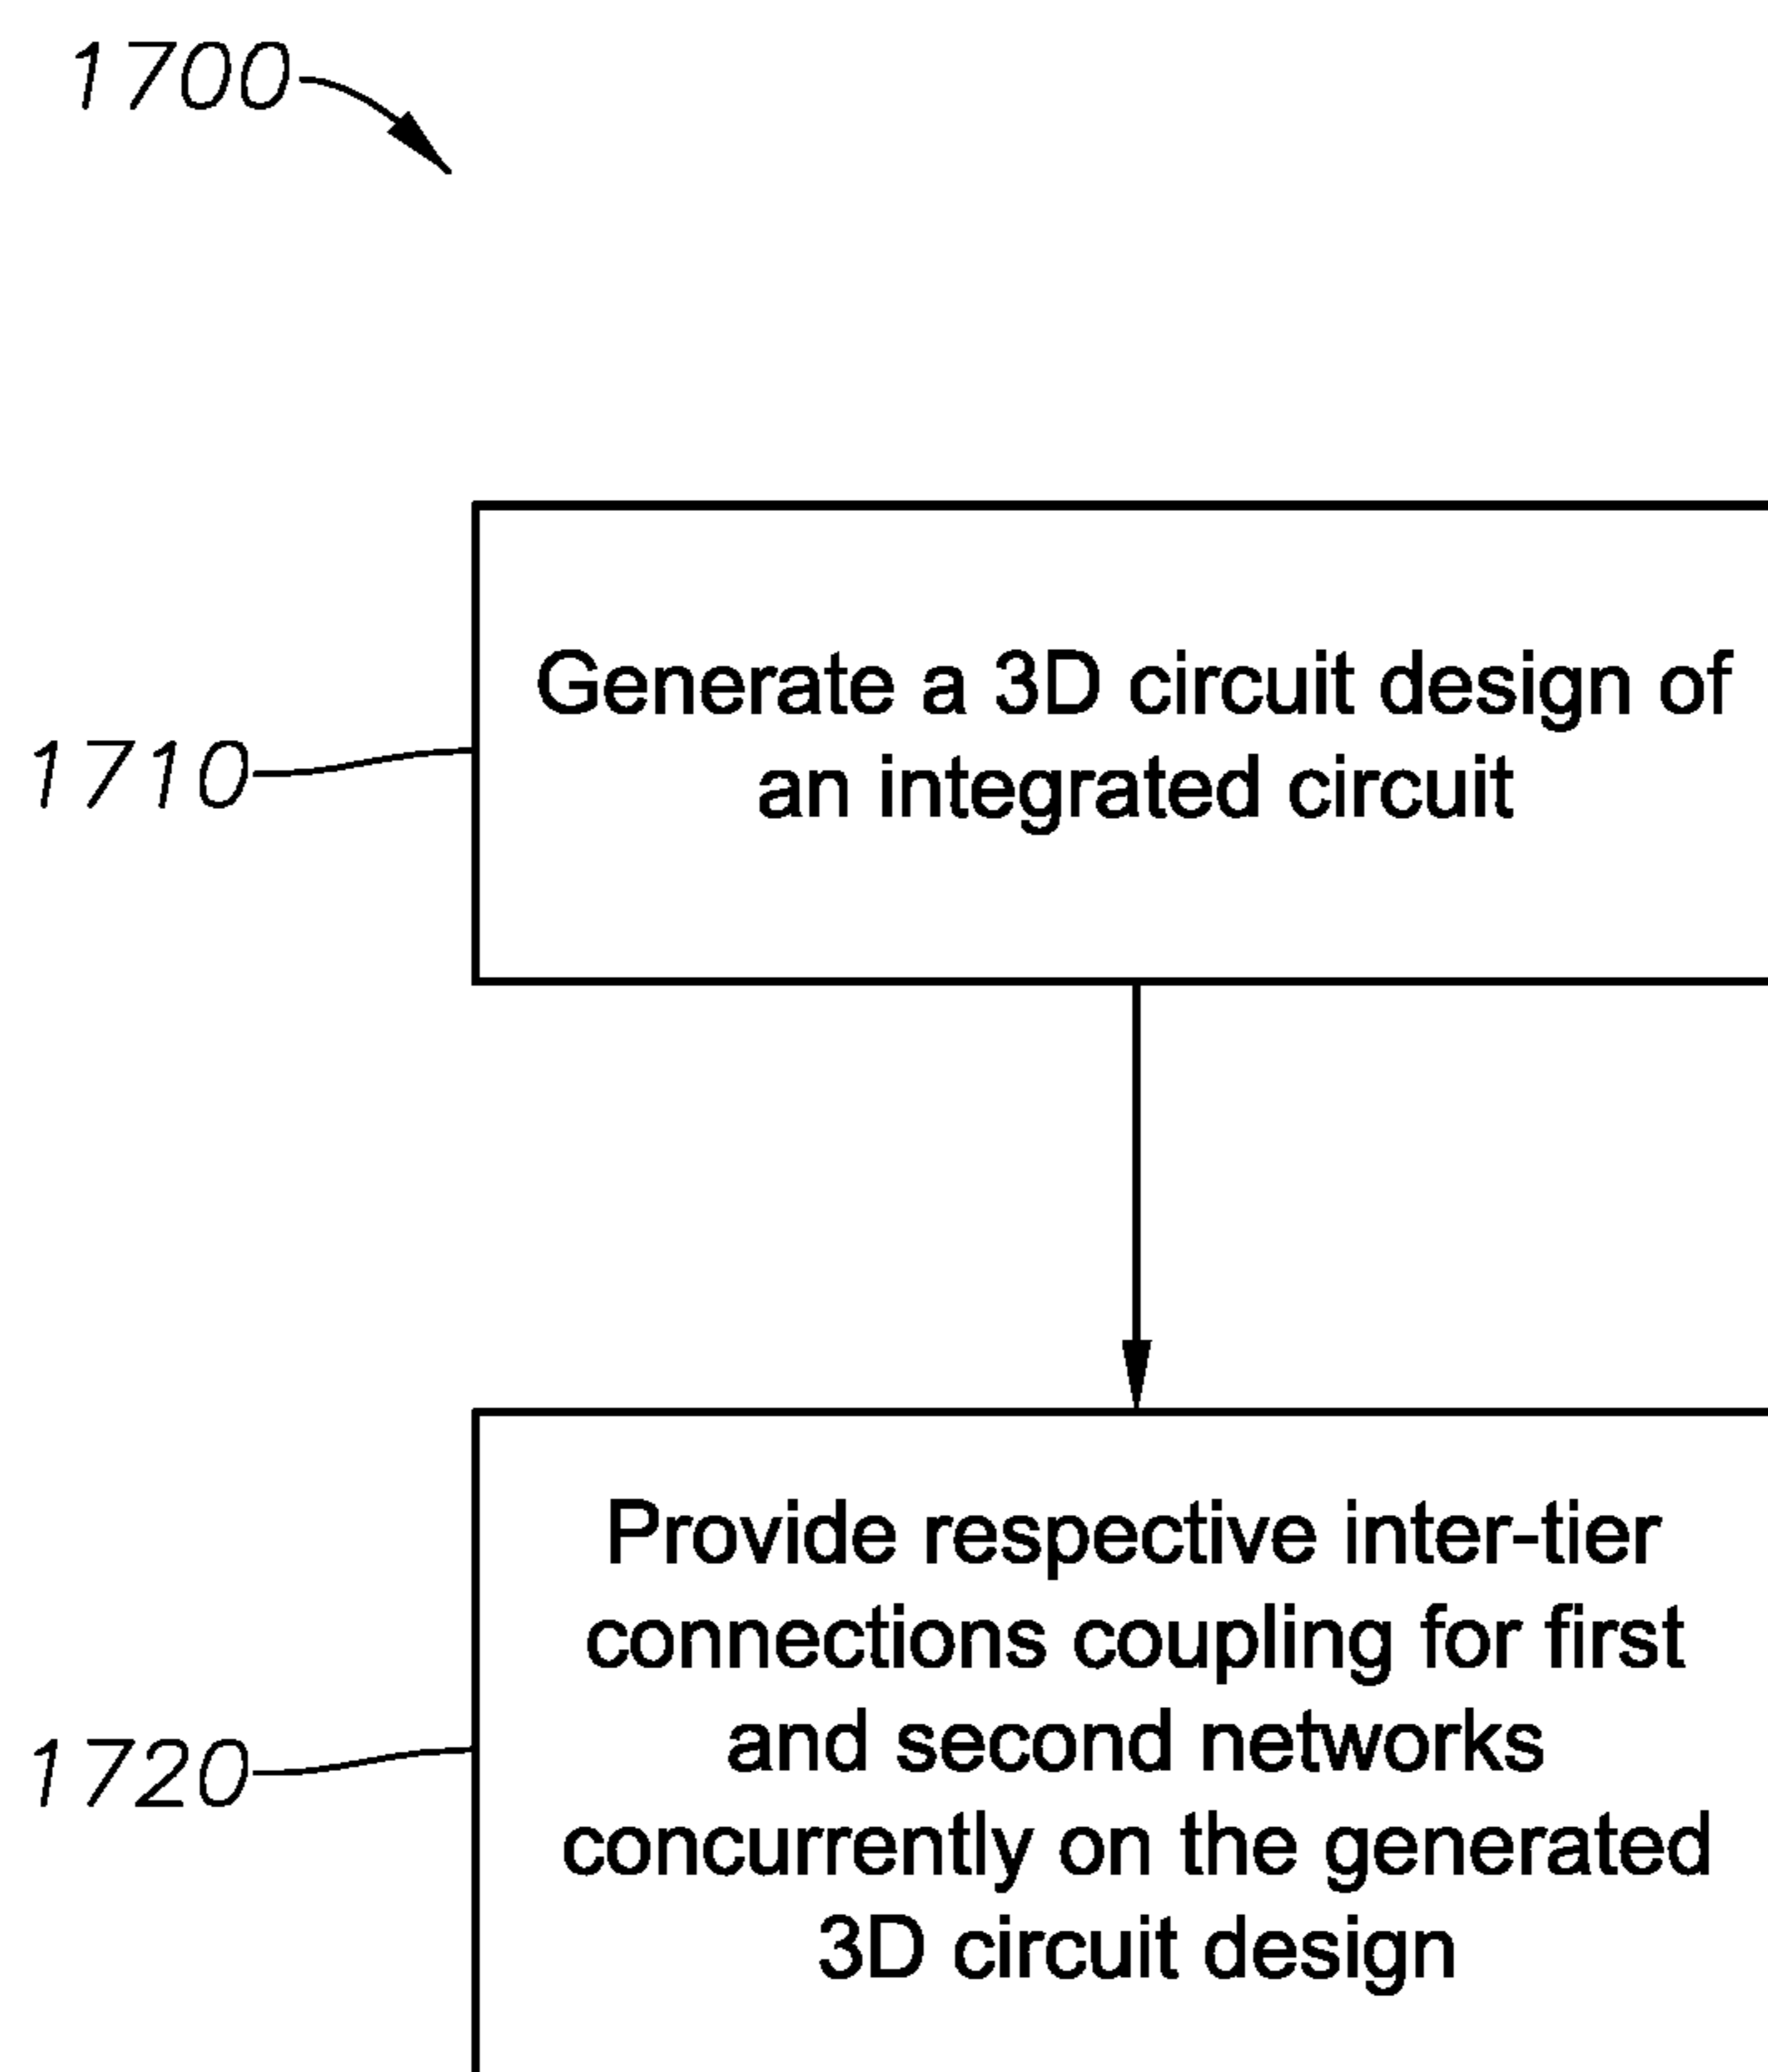 1700
Generate a 3D circuit design of
an integrated circuit
1710
Provide respective inter-tier
connections coupling for first
and second networks
concurrently on the generated
3D circuit design
1720